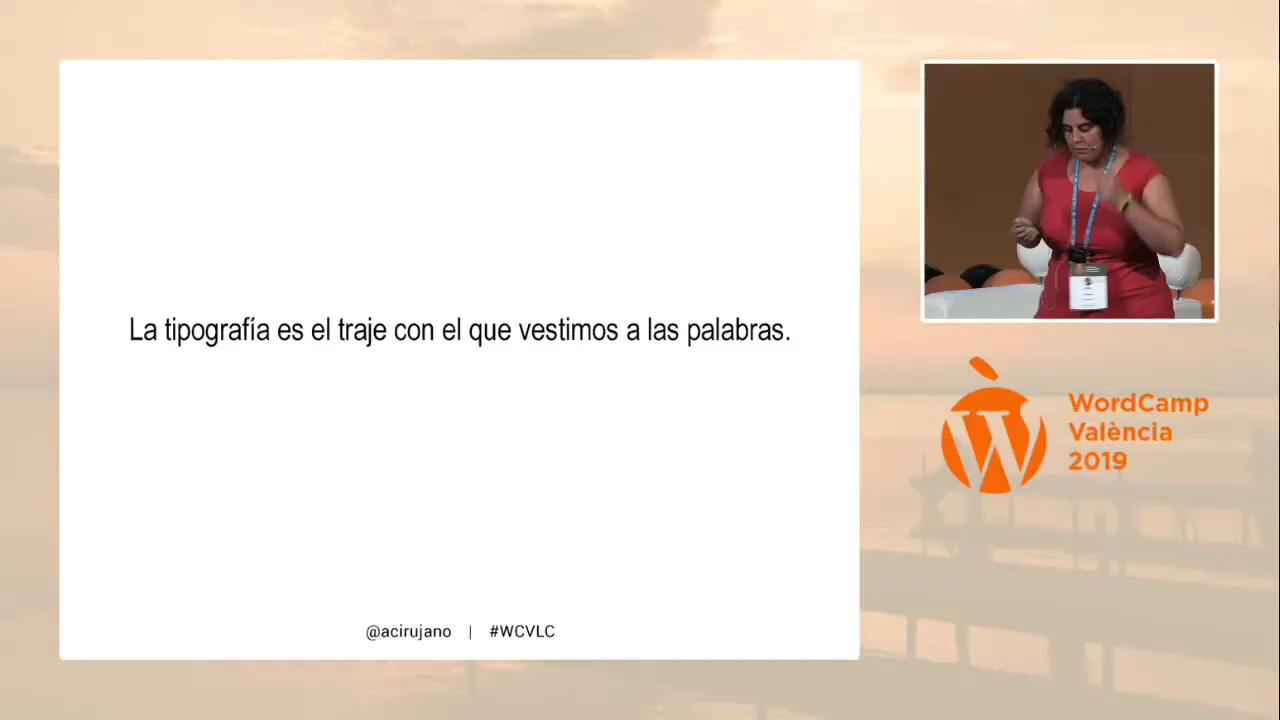 La tipografía es el traje con el que vestimos a las palabras.
@acirujano | #WCVLC
WordCamp
València
2019